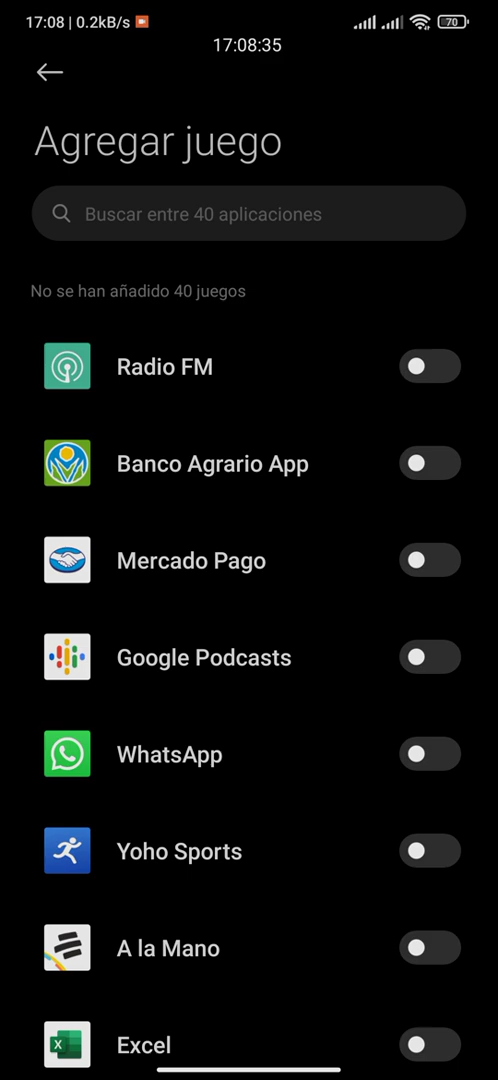 17:08 | 0.2kB/s
70
17:08:35
Agregar juego
Buscar entre 40 aplicaciones
No se han añadido 40 juegos
Radio FM
Banco Agrario App
Mercado Pago
Google Podcasts
WhatsApp
Yoho Sports
A la Mano
X
Excel